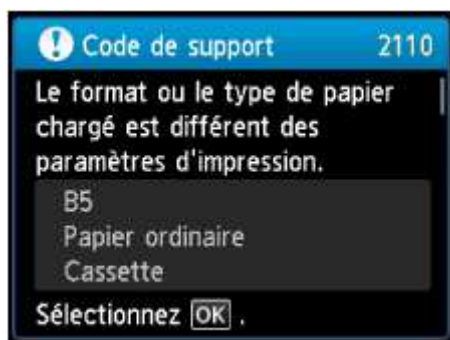 Code de support 2110
Le format ou le type de papier
chargé est différent des
paramètres d'impression.
B5
Papier ordinaire
Cassette
Sélectionnez OK .